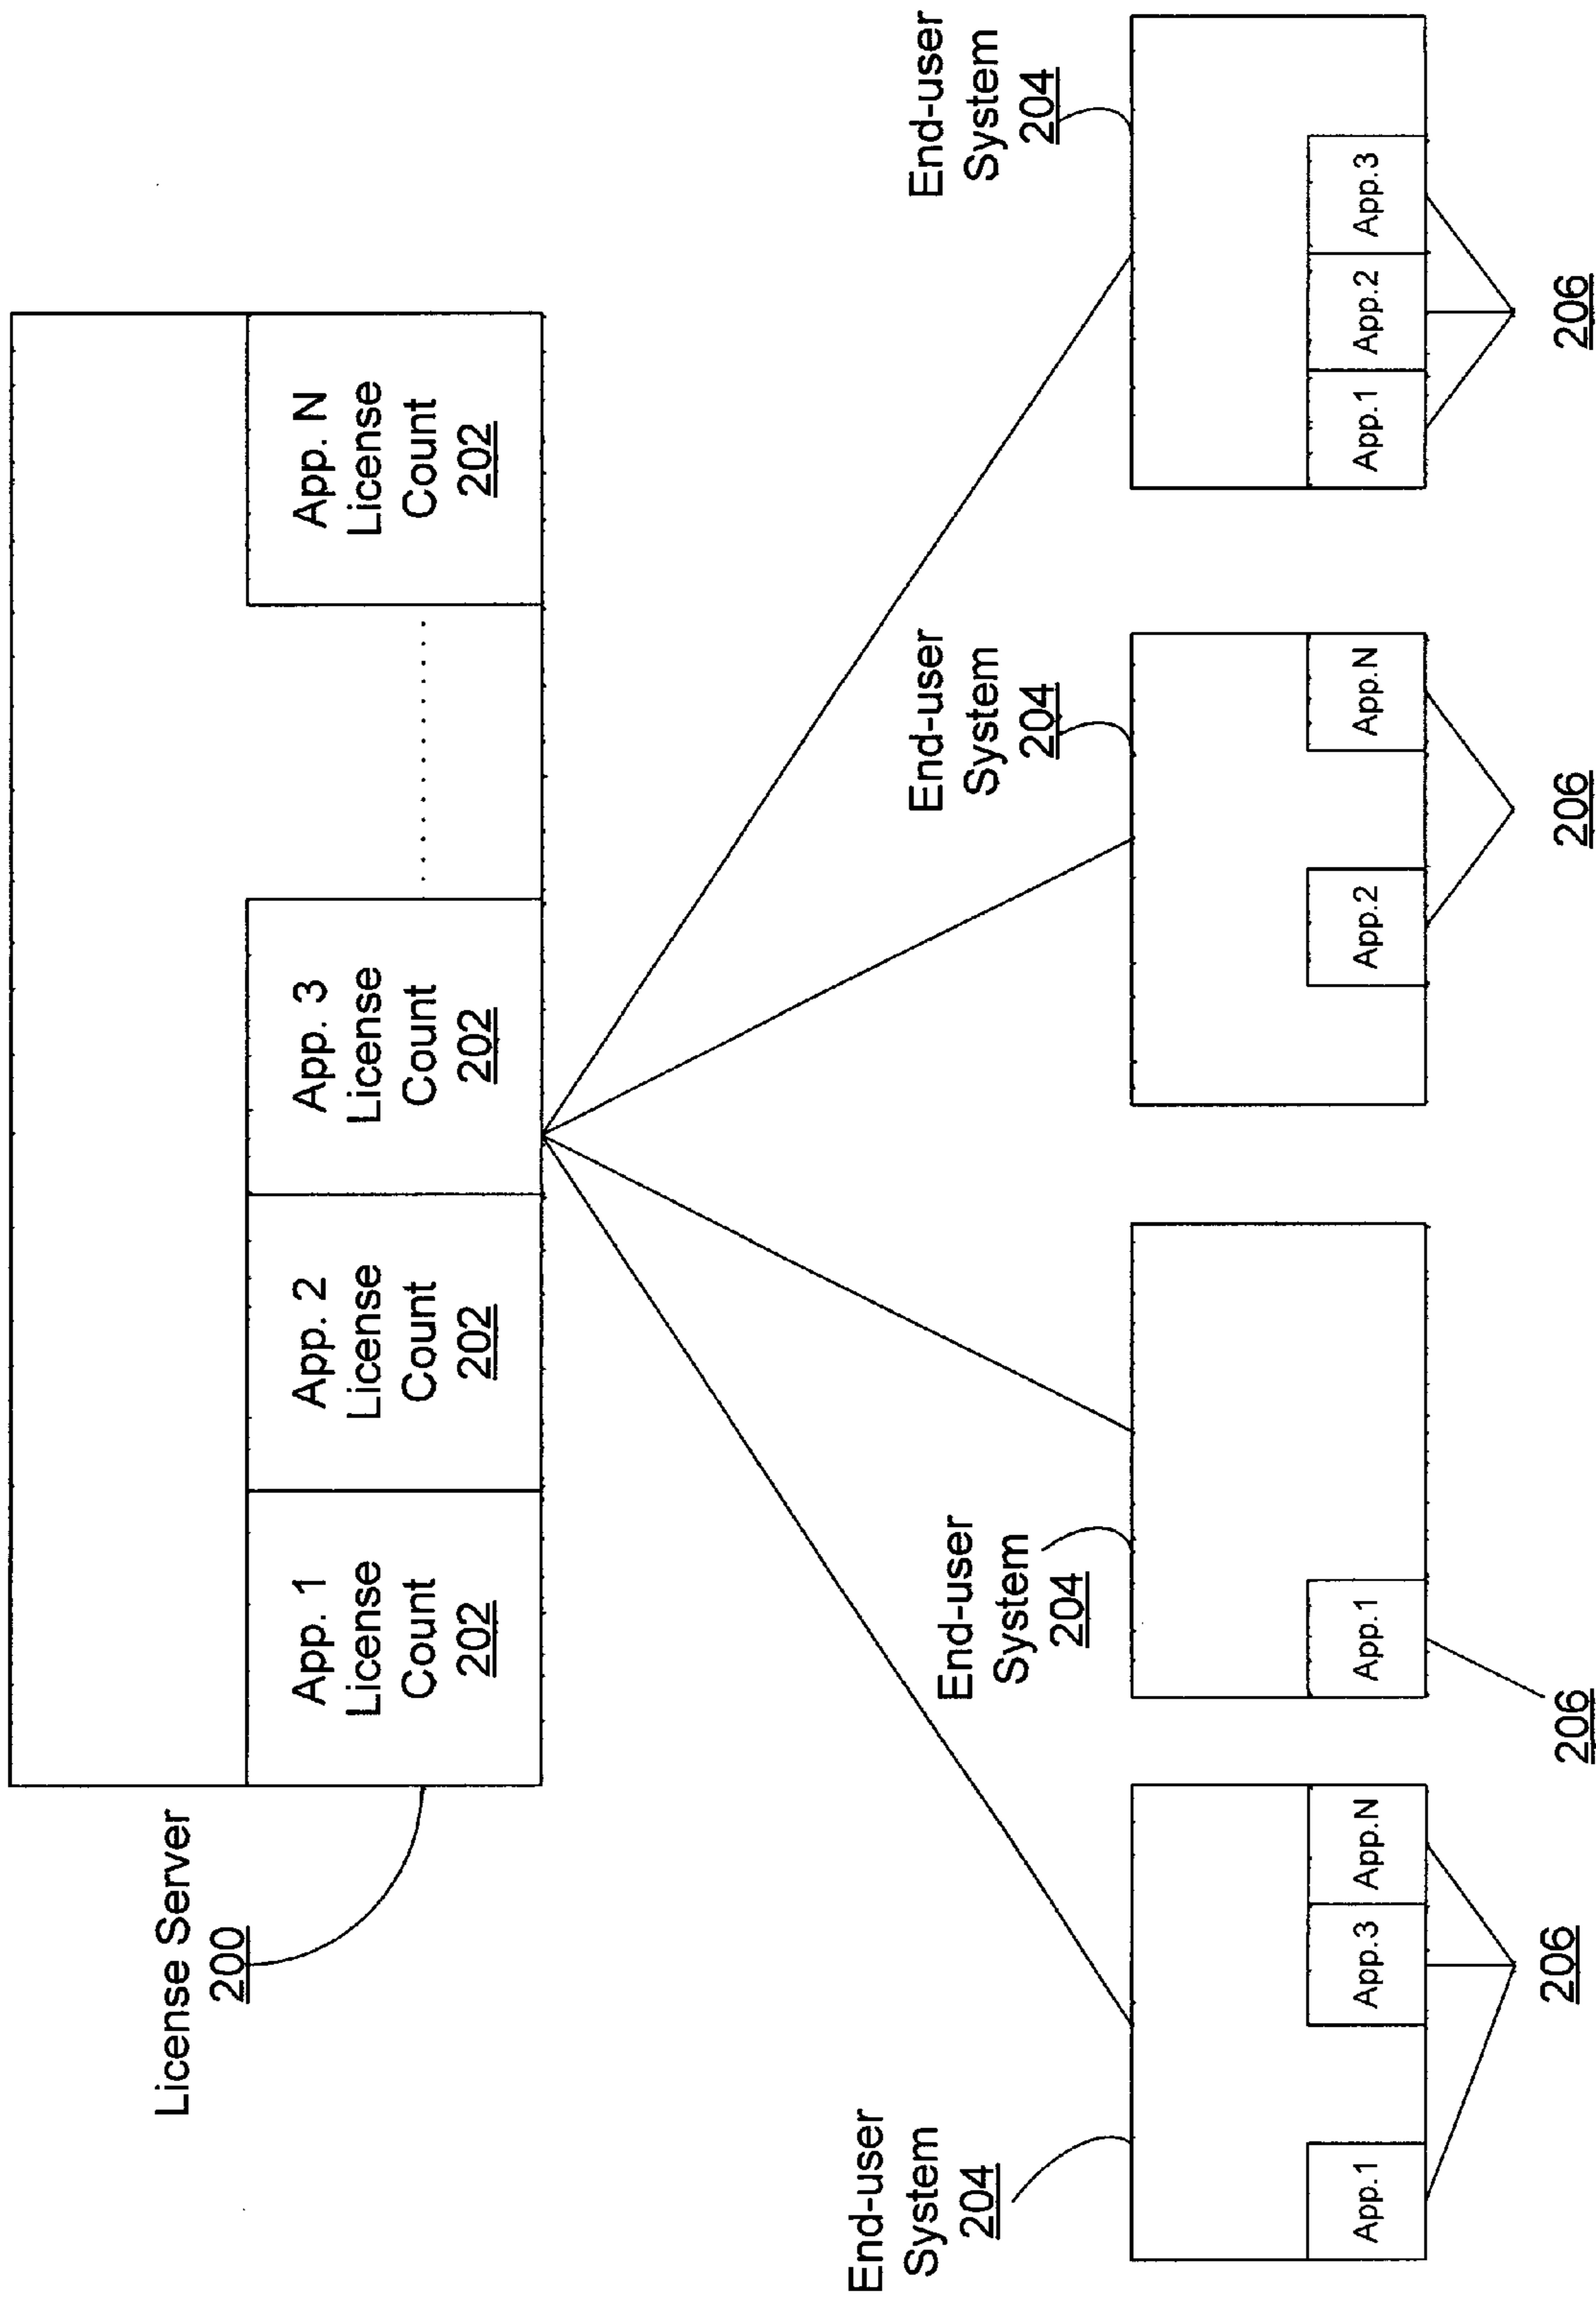 License Server
200
App. 1
License
Count
202
App. 2
License
Count
202
App. 3
License
Count
202
. . . . . . . . . . . .
App. N
License
Count
202
End-user
System
204
App.1
App.3
App.N
206
End-user
System
204
App.1
206
End-user
System
204
App.2
App.N
206
End-user
System
204
App.1
App.2
App.3
206